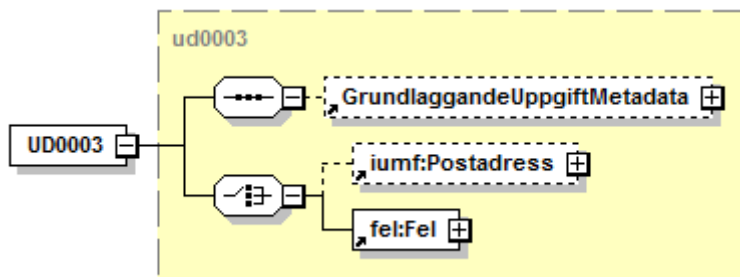 ud0003
GrundlaggandeUppgiftMetadata
UD0003
iumf:Postadress
fel:Fel